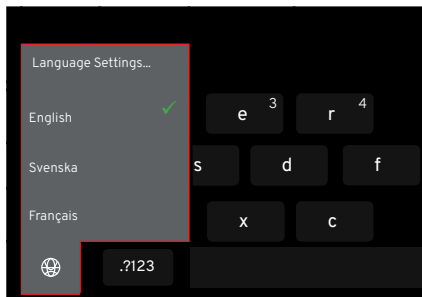 Language Settings...
English
e 3 r 4
Svenska
s d f
Français
x c
.?123